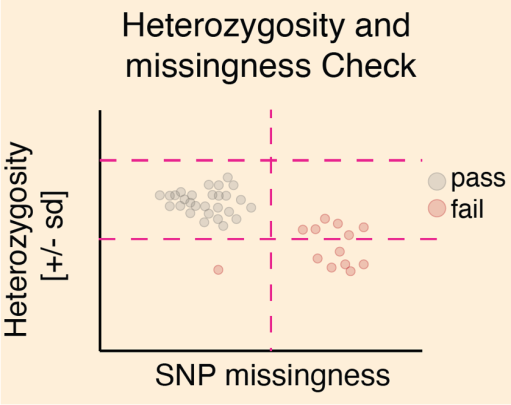 Heterozygosity and
missingness Check
Heterozygosity
[+/- sd]
pass
fail
SNP missingness